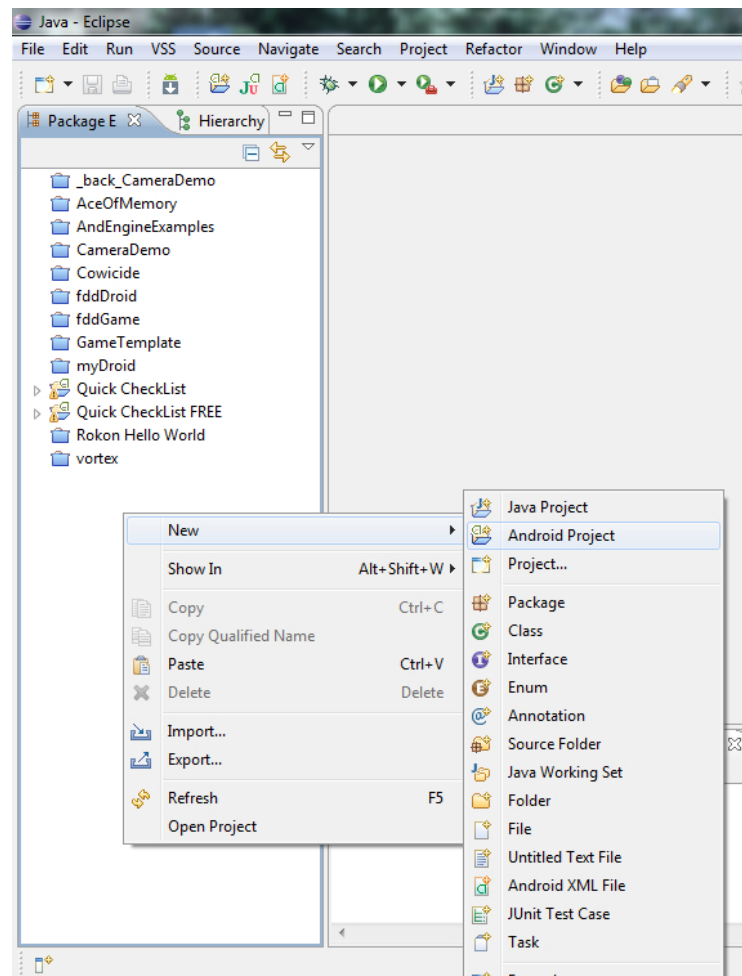 Java - Eclipse
File Edit Run VSS Source Navigate Search Project Refactor Window Help
Package E Hierarchy
_back_CameraDemo
AceOfMemory
AndEngineExamples
CameraDemo
Cowicide
fddDroid
fddGame
GameTemplate
myDroid
Quick CheckList
Quick CheckList FREE
Rokon Hello World
vortex
New
Show In Alt+Shift+W
Copy Ctrl+C
Copy Qualified Name
Paste Ctrl+V
Delete Delete
Import...
Export...
Refresh F5
Open Project
Java Project
Android Project
Project...
Package
Class
Interface
Enum
Annotation
Source Folder
Java Working Set
Folder
File
Untitled Text File
Android XML File
JUnit Test Case
Task